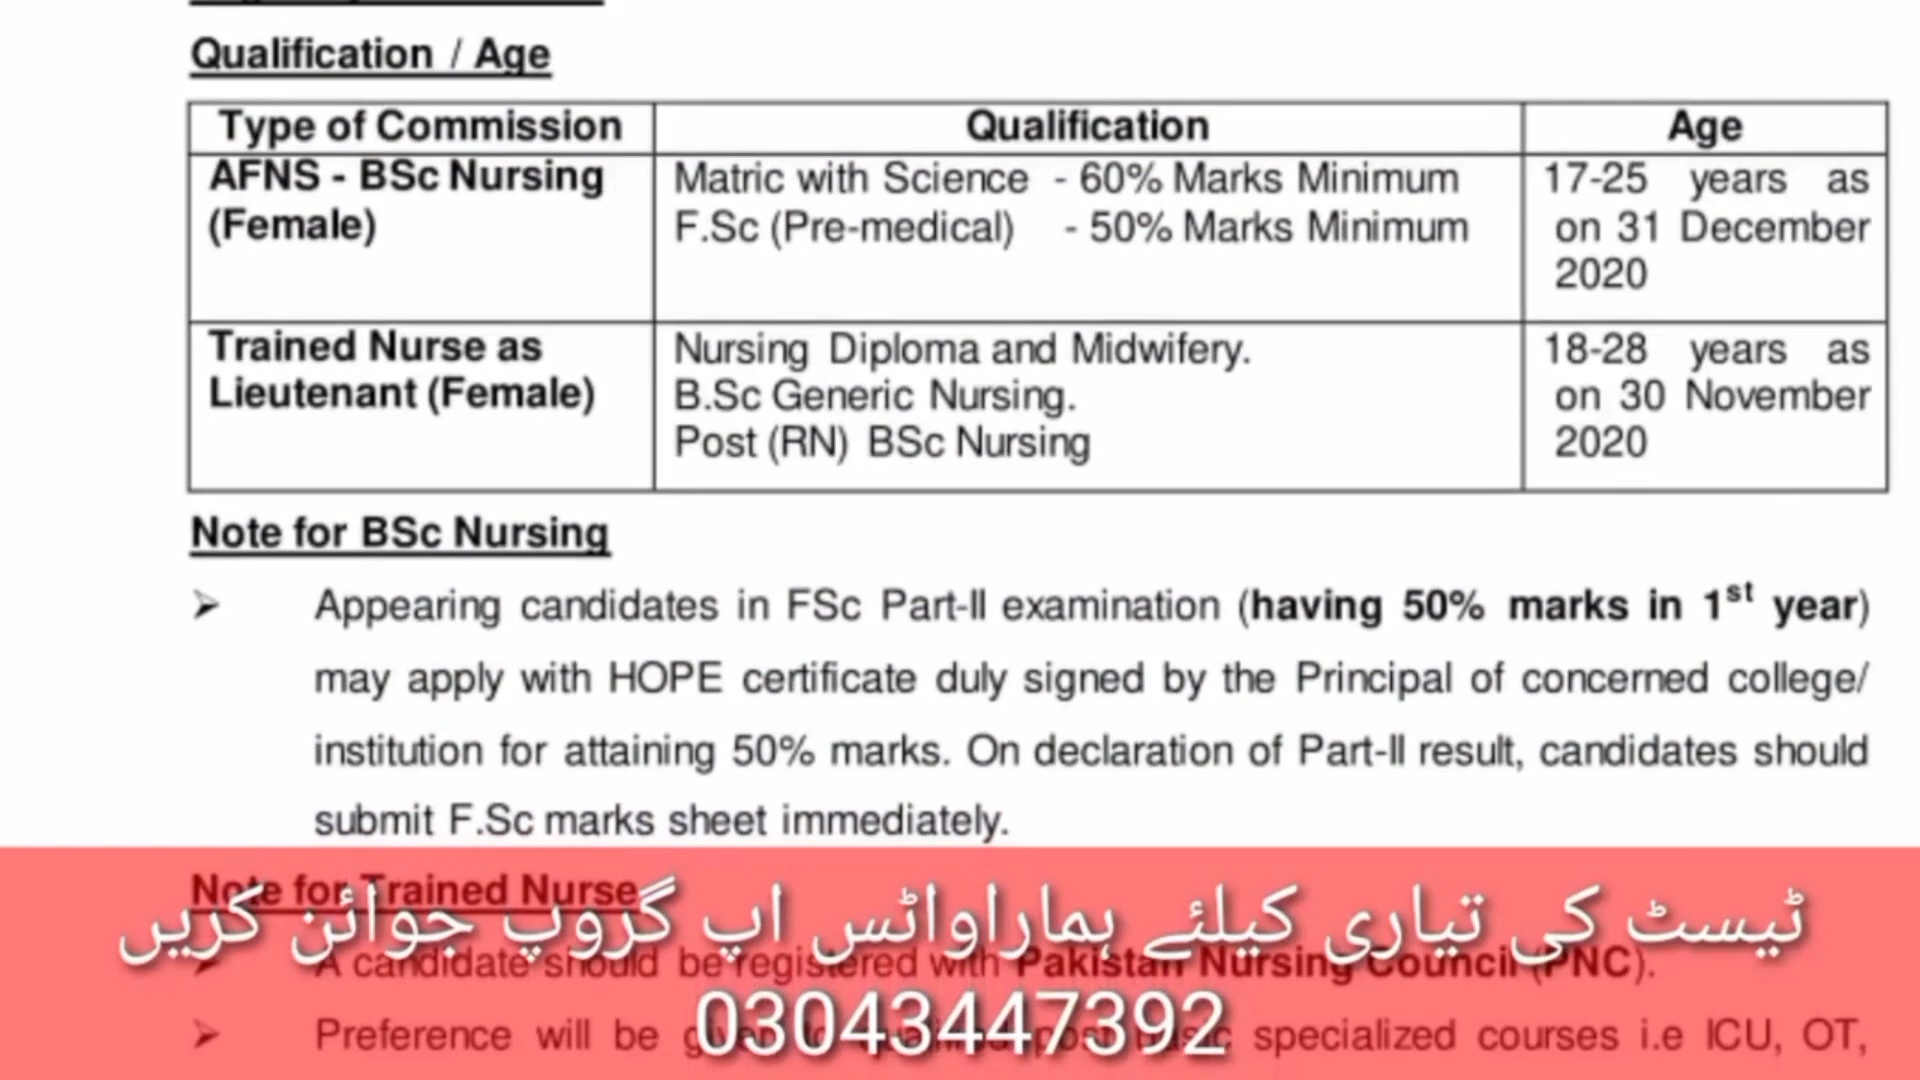 Qualification / Age
Type of Commission Qualification Age
AFNS - BSc Nursing (Female)
Matric with Science - 60% Marks Minimum
F.Sc (Pre-medical) - 50% Marks Minimum
17-25 years as
on 31 December
2020
Trained Nurse as
Lieutenant (Female)
Nursing Diploma and Midwifery.
B.Sc Generic Nursing.
Post (RN) BSc Nursing
18-28 years as
on 30 November
2020
Note for BSc Nursing
➢ Appearing candidates in FSc Part-II examination (having 50% marks in 1st year)
may apply with HOPE certificate duly signed by the Principal of concerned college/
institution for attaining 50% marks. On declaration of Part-II result, candidates should
submit F.Sc marks sheet immediately.
Note for Trained Nurse
ٹیسٹ کی تیاری کیلئے ہماراواٹس اپ گروپ جوائن کریں
➢ A candidate should be registered with Pakistan Nursing Council (PNC).
03043447392
➢ Preference will be specialized courses i.e ICU, OT,